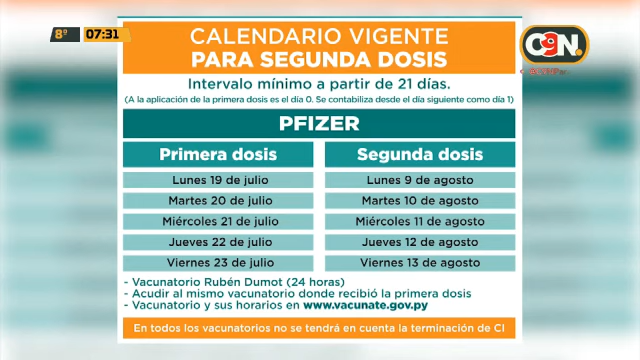 8º 07:31
C9N
CALENDARIO VIGENTE
PARA SEGUNDA DOSIS
Intervalo mínimo a partir de 21 días.
(A la aplicación de la primera dosis es el día 0. Se contabiliza desde el día siguiente como día 1)
PFIZER
Primera dosis Segunda dosis
Lunes 19 de julio Lunes 9 de agosto
Martes 20 de julio Martes 10 de agosto
Miércoles 21 de julio Miércoles 11 de agosto
Jueves 22 de julio Jueves 12 de agosto
Viernes 23 de julio Viernes 13 de agosto
- Vacunatorio Rubén Dumot (24 horas)
- Acudir al mismo vacunatorio donde recibió la primera dosis
- Vacunatorio y sus horarios en www.vacunate.gov.py
En todos los vacunatorios no se tendrá en cuenta la terminación de CI